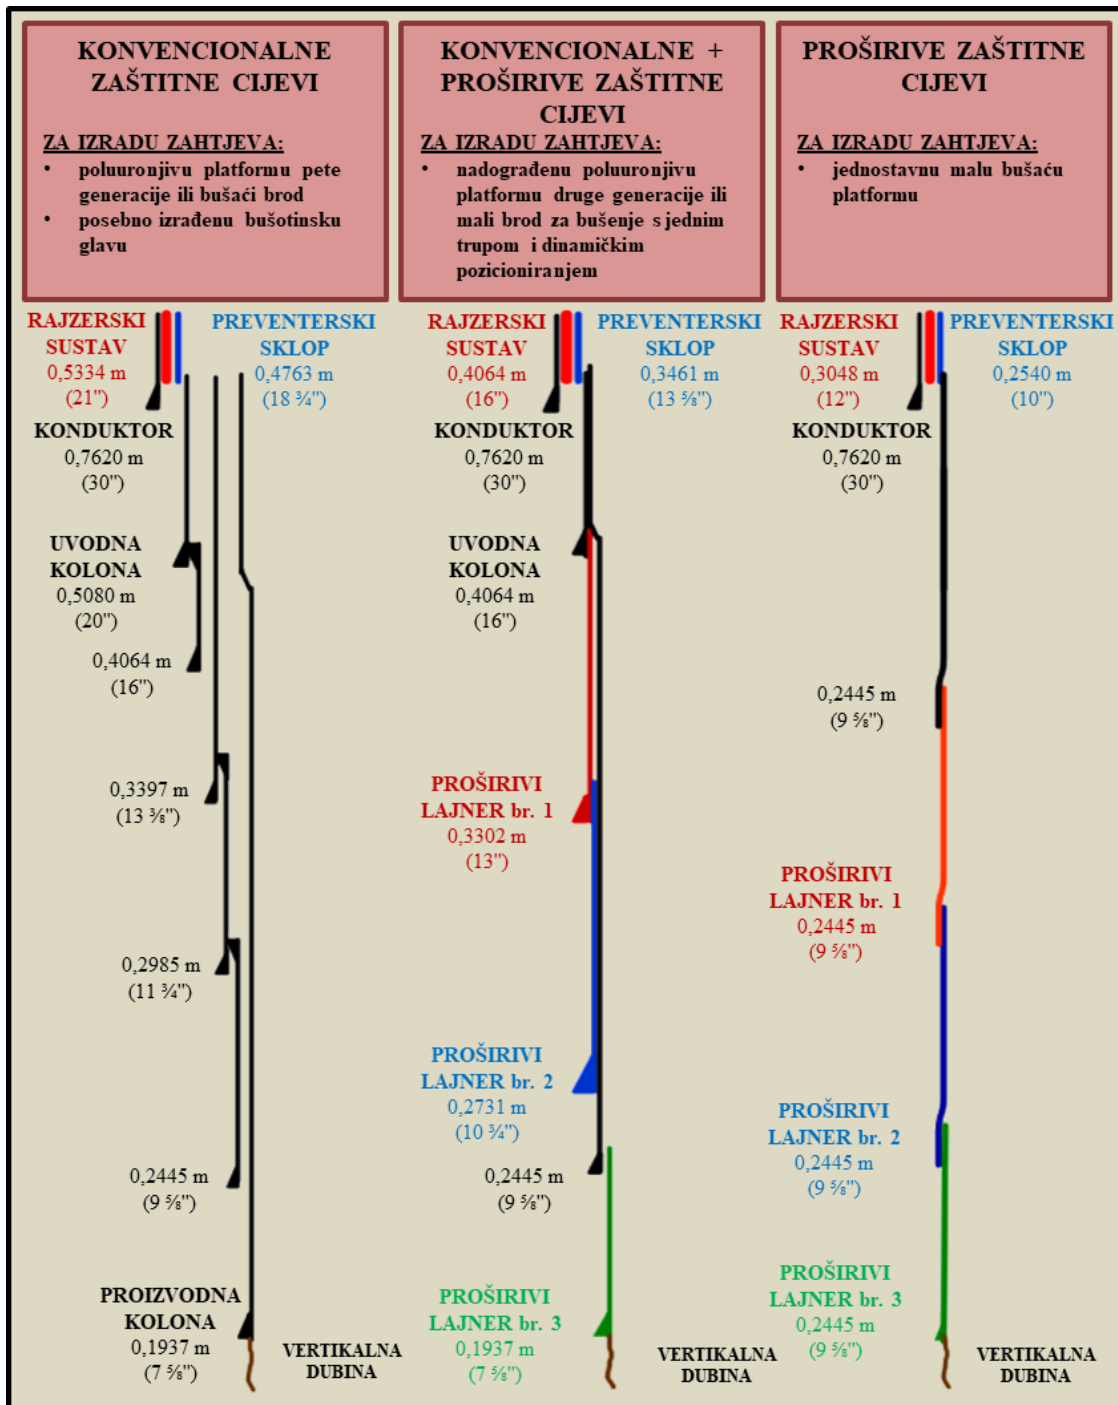 KONVENCIONALNE
ZAŠTITNE CIJEVI
ZA IZRADU ZAHTJEVA:
• poluuronjivu platformu pete
generacije ili bušaći brod
• posebno izrađenu bušotinsku
glavu
RAJZERSKI
SUSTAV
0,5334 m
(21")
PREVENTERSKI
SKLOP
0,4763 m
(18 ¾")
KONDUKTOR
0,7620 m
(30")
UVODNA
KOLONA
0,5080 m
(20")
0,4064 m
(16")
0,3397 m
(13 ⅜")
0,2985 m
(11 ¾")
0,2445 m
(9 ⅝")
PROIZVODNA
KOLONA
0,1937 m
(7 ⅝")
VERTIKALNA
DUBINA
KONVENCIONALNE +
PROŠIRIVE ZAŠTITNE
CIJEVI
ZA IZRADU ZAHTJEVA:
• nadograđenu poluuronjivu
platformu druge generacije ili
mali brod za bušenje s jednim
trupom i dinamičkim
pozicioniranjem
RAJZERSKI
SUSTAV
0,4064 m
(16")
PREVENTERSKI
SKLOP
0,3461 m
(13 ⅝")
KONDUKTOR
0,7620 m
(30")
UVODNA
KOLONA
0,4064 m
(16")
PROŠIRIVI
LAJNER br. 1
0,3302 m
(13")
PROŠIRIVI
LAJNER br. 2
0,2731 m
(10 ¾")
0,2445 m
(9 ⅝")
PROŠIRIVI
LAJNER br. 3
0,1937 m
(7 ⅝")
VERTIKALNA
DUBINA
PROŠIRIVE ZAŠTITNE
CIJEVI
ZA IZRADU ZAHTJEVA:
• jednostavnu malu bušaću
platformu
RAJZERSKI
SUSTAV
0,3048 m
(12")
PREVENTERSKI
SKLOP
0,2540 m
(10")
KONDUKTOR
0,7620 m
(30")
0,2445 m
(9 ⅝")
PROŠIRIVI
LAJNER br. 1
0,2445 m
(9 ⅝")
PROŠIRIVI
LAJNER br. 2
0,2445 m
(9 ⅝")
PROŠIRIVI
LAJNER br. 3
0,2445 m
(9 ⅝")
VERTIKALNA
DUBINA